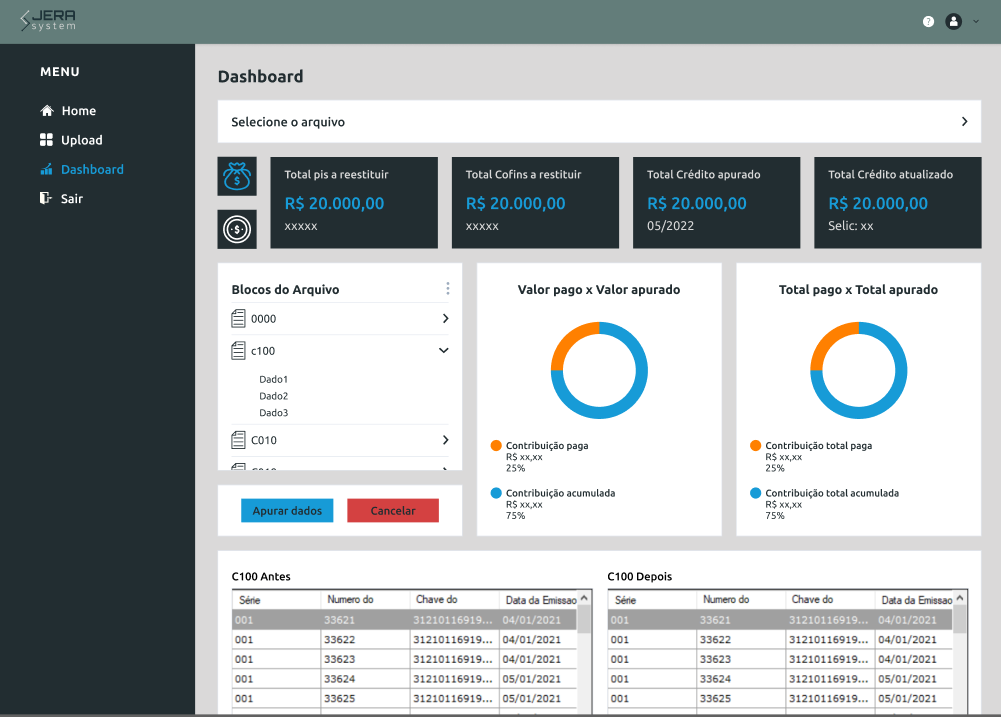 JERA
system
?
MENU
Home
Upload
Dashboard
Sair
Dashboard
Selecione o arquivo
Total pis a reestituir
R$ 20.000,00
xxxxx
Total Cofins a restituir
R$ 20.000,00
xxxxx
Total Crédito apurado
R$ 20.000,00
05/2022
Total Crédito atualizado
R$ 20.000,00
Selic: xx
$
$
Blocos do Arquivo
0000
c100
Dado1
Dado2
Dado3
C010
Apurar dados
Cancelar
Valor pago x Valor apurado
Contribuição paga
R$ xx,xx
25%
Contribuição acumulada
R$ xx,xx
75%
Total pago x Total apurado
Contribuição total paga
R$ xx,xx
25%
Contribuição total acumulada
R$ xx,xx
75%
C100 Antes
Série Numero do Chave do Data da Emissao
001 33621 31210116919... 04/01/2021
001 33622 31210116919... 04/01/2021
001 33623 31210116919... 04/01/2021
001 33624 31210116919... 05/01/2021
001 33625 31210116919... 05/01/2021
C100 Depois
Série Numero do Chave do Data da Emissao
001 33621 31210116919... 04/01/2021
001 33622 31210116919... 04/01/2021
001 33623 31210116919... 04/01/2021
001 33624 31210116919... 05/01/2021
001 33625 31210116919... 05/01/2021